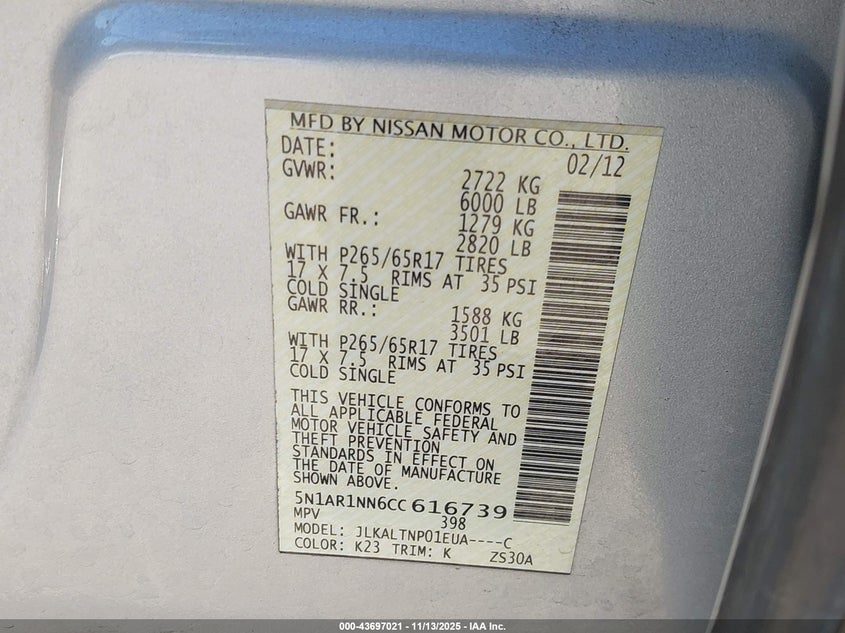 MFD BY NISSAN MOTOR CO., LTD.
DATE: 02/12
GVWR: 2722 KG
6000 LB
GAWR FR.: 1279 KG
2820 LB
WITH P265/65R17 TIRES
17 X 7.5 RIMS AT 35 PSI
COLD SINGLE
GAWR RR.: 1588 KG
3501 LB
WITH P265/65R17 TIRES
17 X 7.5 RIMS AT 35 PSI
COLD SINGLE
THIS VEHICLE CONFORMS TO
ALL APPLICABLE FEDERAL
MOTOR VEHICLE SAFETY AND
THEFT PREVENTION
STANDARDS IN EFFECT ON
THE DATE OF MANUFACTURE
SHOWN ABOVE.
5N1AR1NN6CC616739
MPV 398
MODEL: JLKALTNP01EUA----C
COLOR: K23 TRIM: K ZS30A
000-43697021 - 11/13/2025 - IAA Inc.